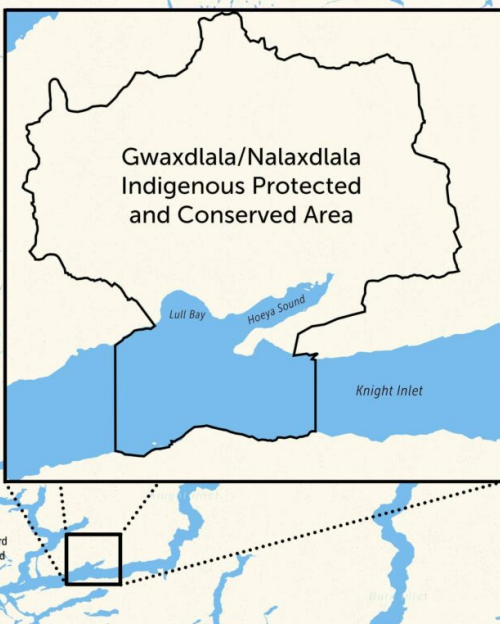 Gwaxdlala/Nalaxdlala
Indigenous Protected
and Conserved Area
Lull Bay
Hoeya Sound
Knight Inlet